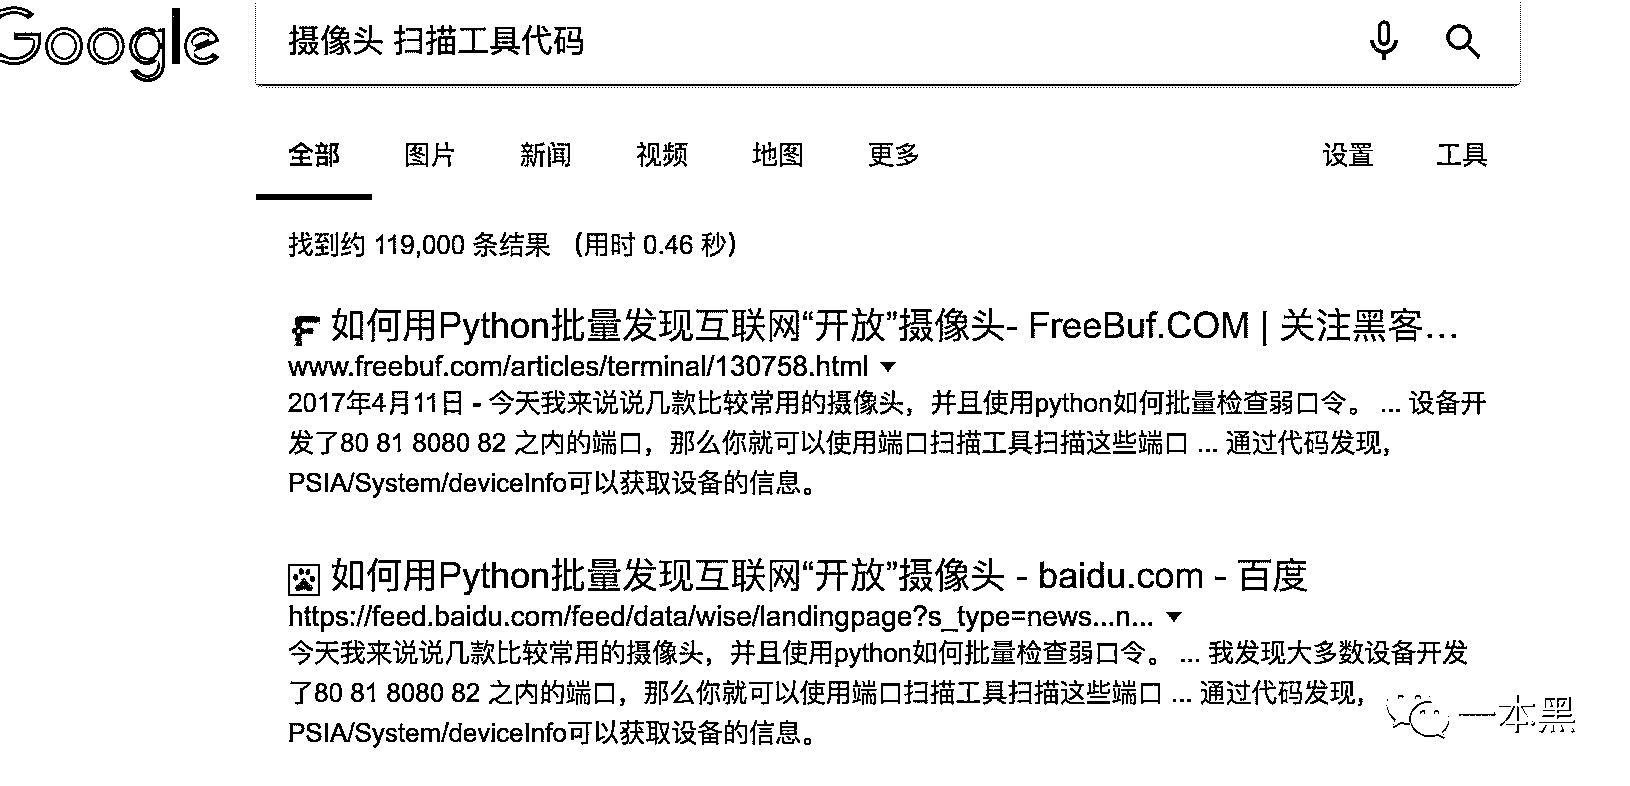 Google
摄像头 扫描工具代码
全部 图片 新闻 视频 地图 更多 设置 工具
找到约 119,000 条结果 （用时 0.46 秒）
如何用Python批量发现互联网“开放”摄像头- FreeBuf.COM | 关注黑客...
www.freebuf.com/articles/terminal/130758.html
2017年4月11日 - 今天我来说说几款比较常用的摄像头，并且使用python如何批量检查弱口令。 ... 设备开
发了80 81 8080 82 之内的端口，那么你就可以使用端口扫描工具扫描这些端口 ... 通过代码发现，
PSIA/System/deviceInfo可以获取设备的信息。
如何用Python批量发现互联网“开放”摄像头 - baidu.com - 百度
https://feed.baidu.com/feed/data/wise/landingpage?s_type=news...n...
今天我来说说几款比较常用的摄像头，并且使用python如何批量检查弱口令。 ... 我发现大多数设备开发
了80 81 8080 82 之内的端口，那么你就可以使用端口扫描工具扫描这些端口 ... 通过代码发现，
PSIA/System/deviceInfo可以获取设备的信息。
一本黑